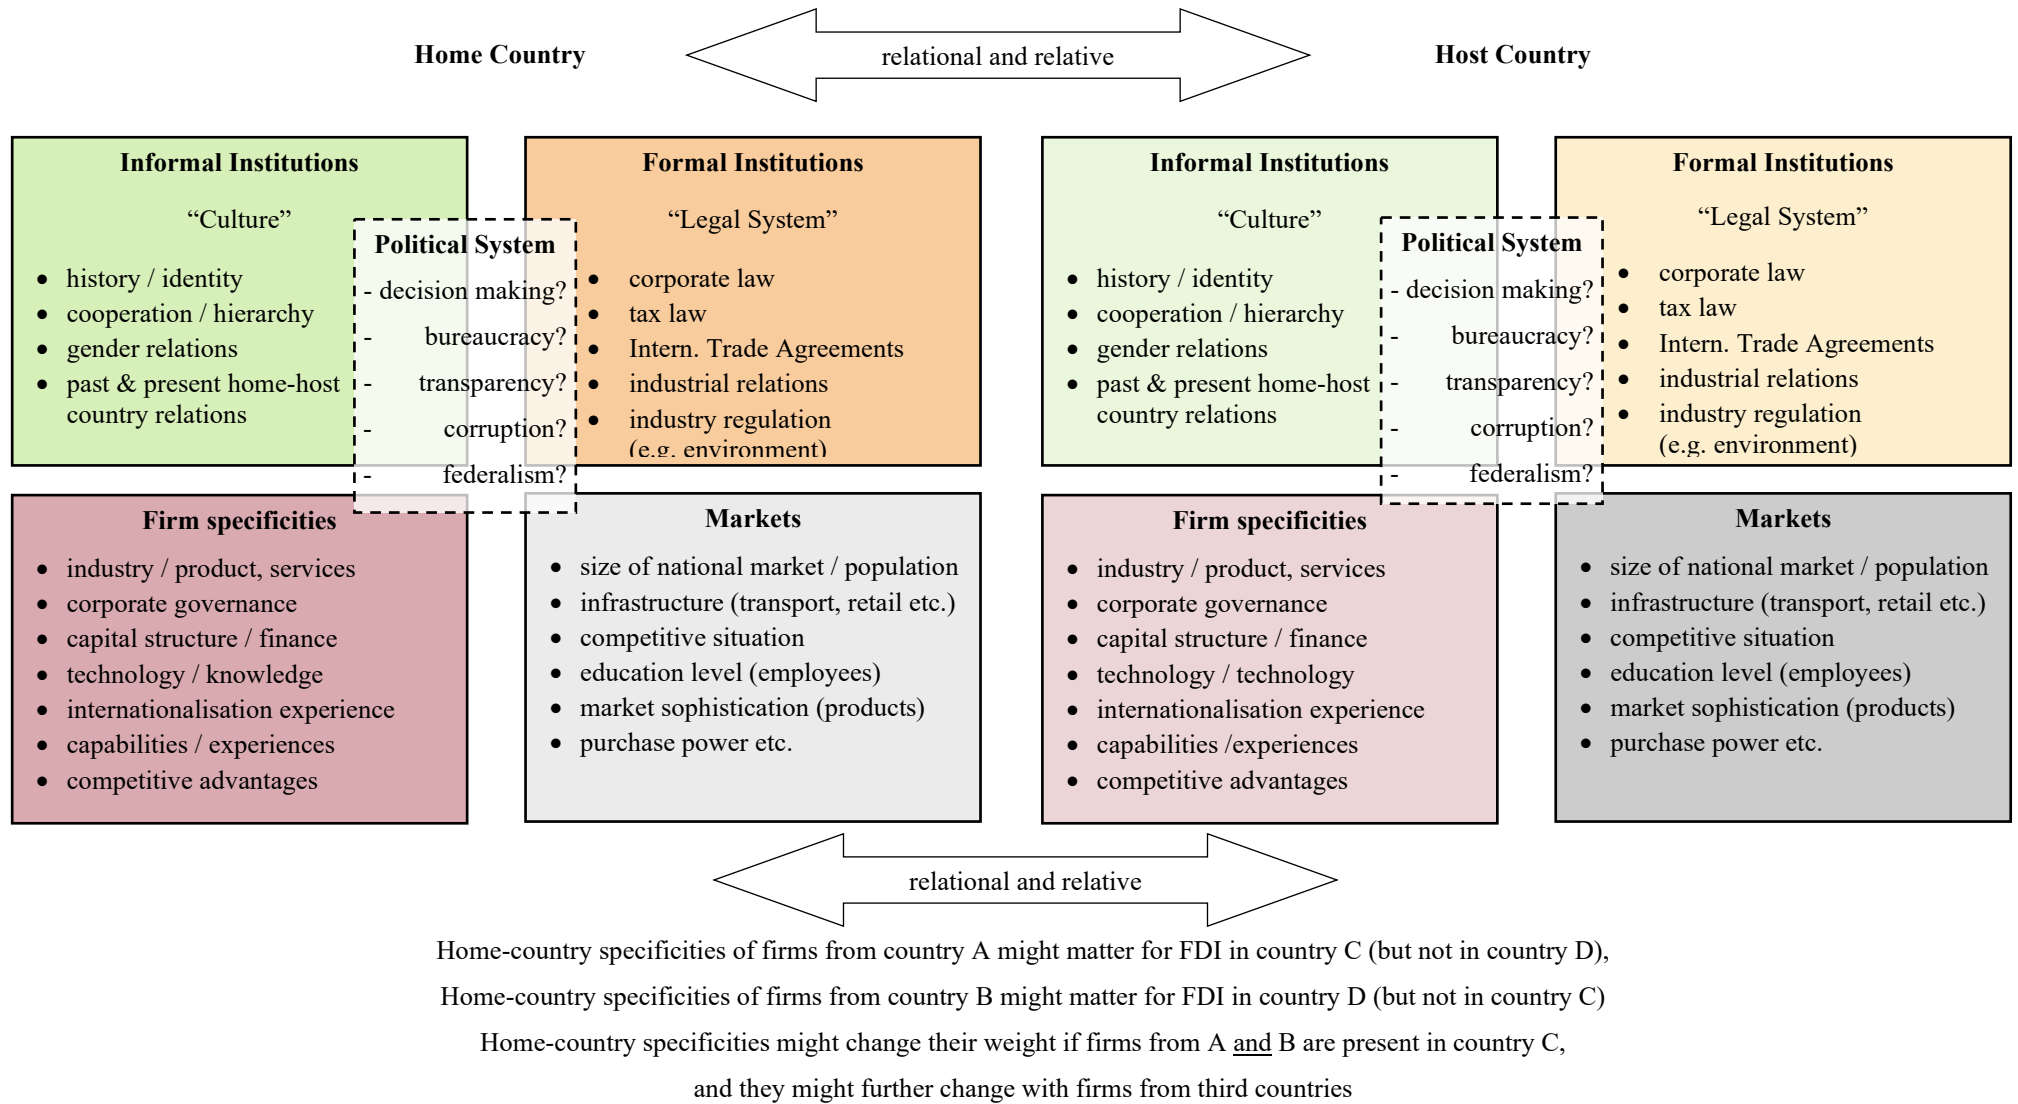 Home Country
relational and relative
Host Country
Informal Institutions
“Culture”
• history / identity
• cooperation / hierarchy
• gender relations
• past & present home-host
country relations
Political System
- decision making?
- bureaucracy?
- transparency?
- corruption?
- federalism?
Formal Institutions
“Legal System”
• corporate law
• tax law
• Intern. Trade Agreements
• industrial relations
• industry regulation
(e.g. environment)
Informal Institutions
“Culture”
• history / identity
• cooperation / hierarchy
• gender relations
• past & present home-host
country relations
Political System
- decision making?
- bureaucracy?
- transparency?
- corruption?
- federalism?
Formal Institutions
“Legal System”
• corporate law
• tax law
• Intern. Trade Agreements
• industrial relations
• industry regulation
(e.g. environment)
Firm specificities
• industry / product, services
• corporate governance
• capital structure / finance
• technology / knowledge
• internationalisation experience
• capabilities / experiences
• competitive advantages
Markets
• size of national market / population
• infrastructure (transport, retail etc.)
• competitive situation
• education level (employees)
• market sophistication (products)
• purchase power etc.
Firm specificities
• industry / product, services
• corporate governance
• capital structure / finance
• technology / technology
• internationalisation experience
• capabilities /experiences
• competitive advantages
Markets
• size of national market / population
• infrastructure (transport, retail etc.)
• competitive situation
• education level (employees)
• market sophistication (products)
• purchase power etc.
relational and relative
Home-country specificities of firms from country A might matter for FDI in country C (but not in country D),
Home-country specificities of firms from country B might matter for FDI in country D (but not in country C)
Home-country specificities might change their weight if firms from A and B are present in country C,
and they might further change with firms from third countries